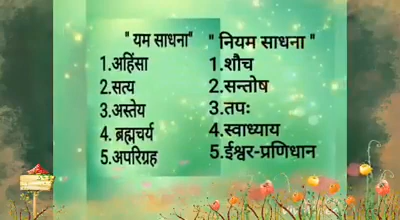 " यम साधना"
1.अहिंसा
2.सत्य
3.अस्तेय
4. ब्रह्मचर्य
5.अपरिग्रह
" नियम साधना "
1.शौच
2.सन्तोष
3.तपः
4.स्वाध्याय
5.ईश्वर-प्रणिधान